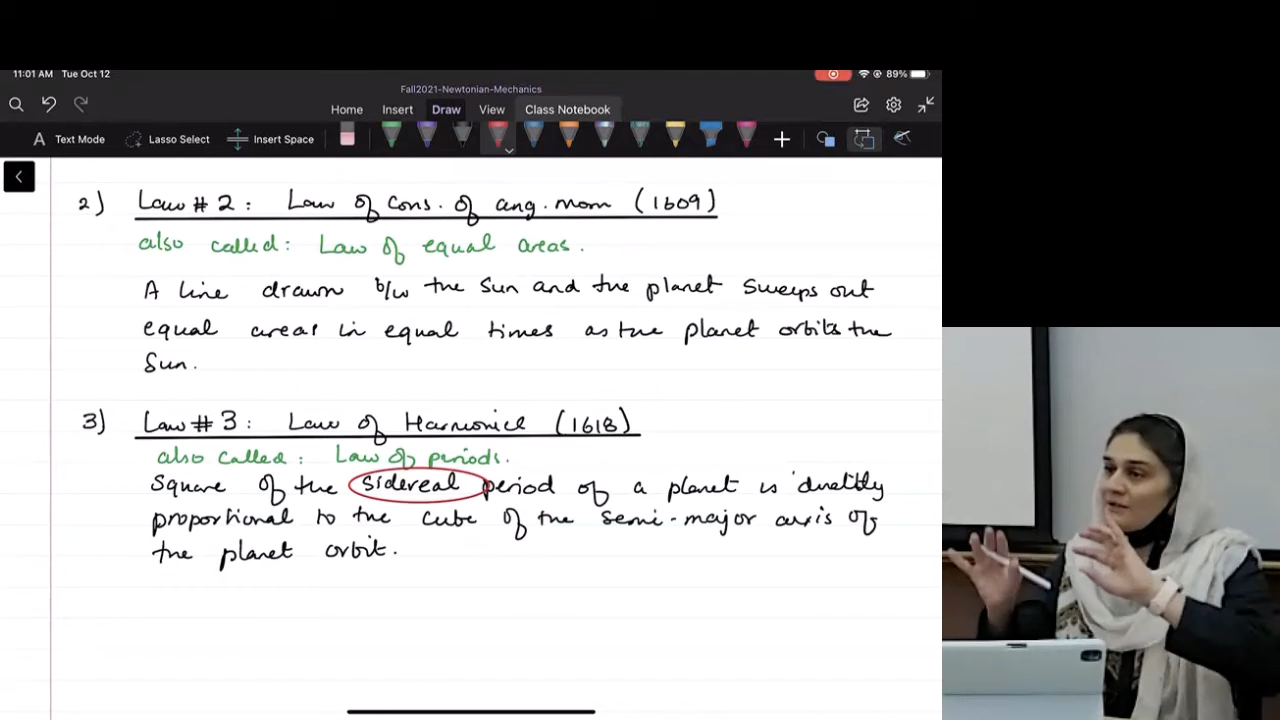 11:01 AM Tue Oct 12
89%
Fall2021-Newtonian-Mechanics
Home Insert Draw View Class Notebook
A Text Mode Lasso Select Insert Space
2) Law # 2 : Law of Cons. of ang. mom (1609)
also called : Law of equal areas .
A line drawn b/w the Sun and the planet sweeps out
equal areas in equal times as the planet orbits the
Sun.
3) Law # 3 : Law of Harmonics (1618)
also called : Law of periods.
Square of the sidereal period of a planet is directly
proportional to the cube of the semi-major axis of
the planet orbit.